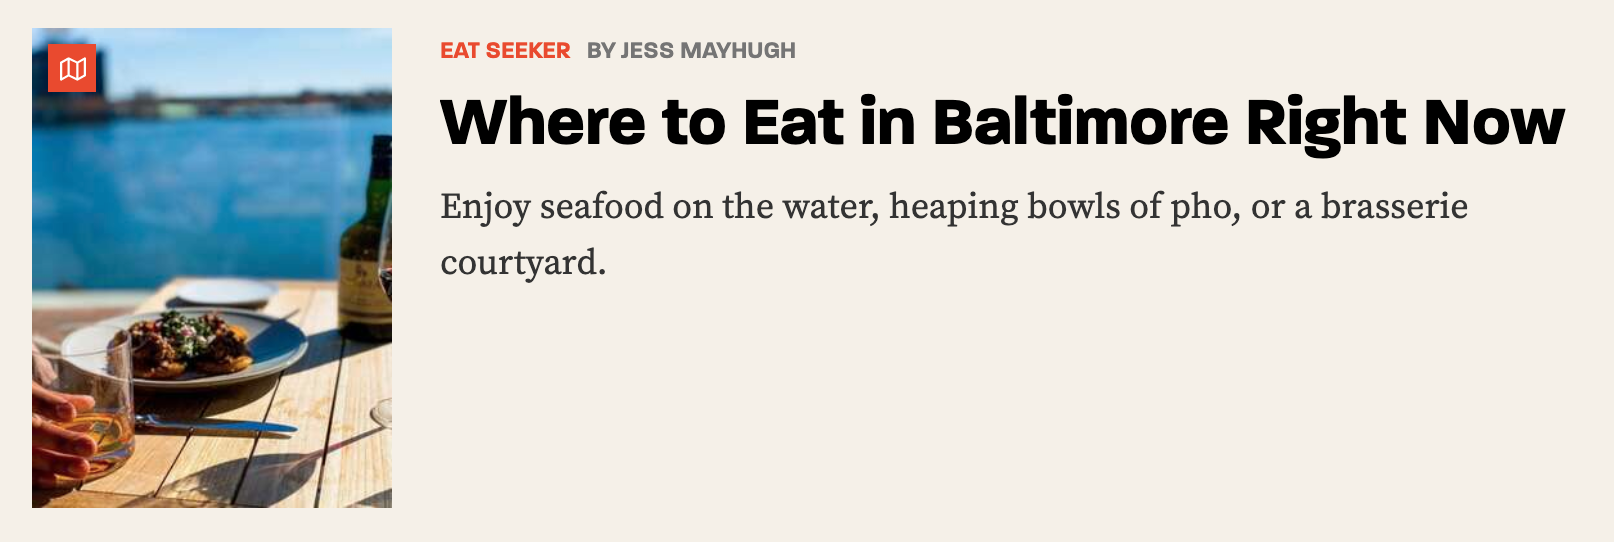 EAT SEEKER BY JESS MAYHUGH
Where to Eat in Baltimore Right Now
Enjoy seafood on the water, heaping bowls of pho, or a brasserie
courtyard.